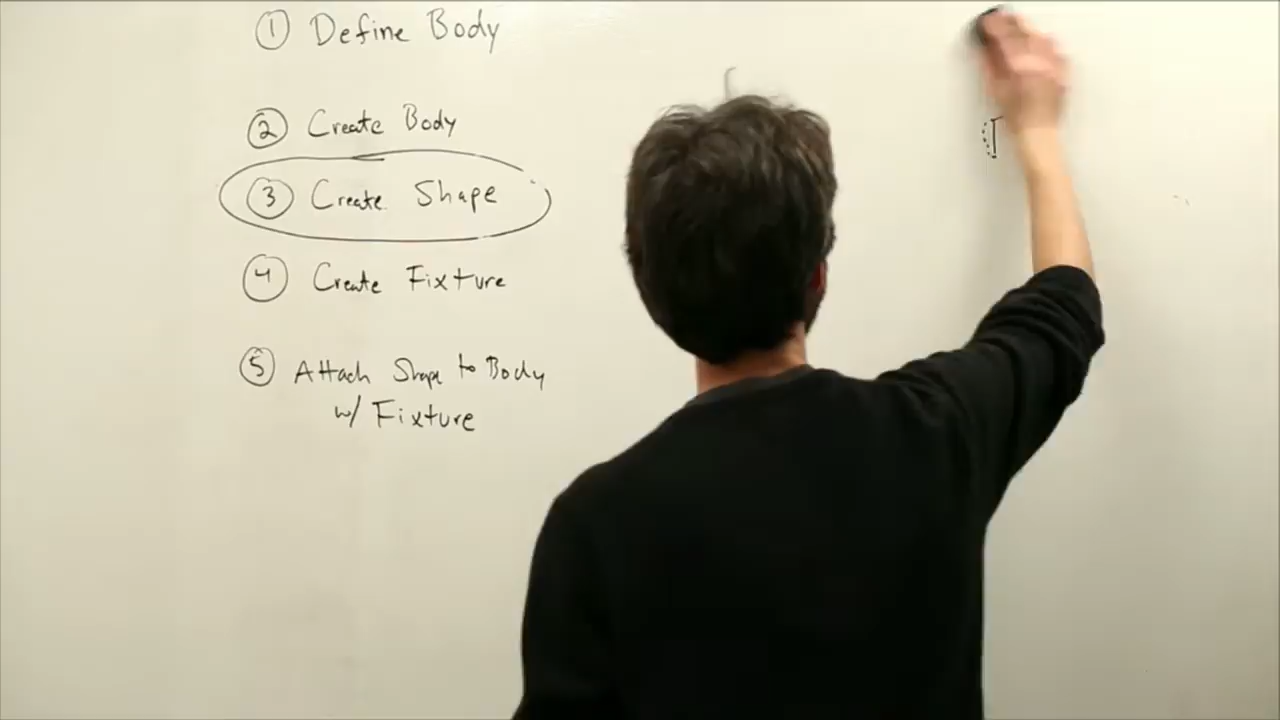 ① Define Body
② Create Body
③ Create Shape
④ Create Fixture
⑤ Attach Shape to Body
w/ Fixture